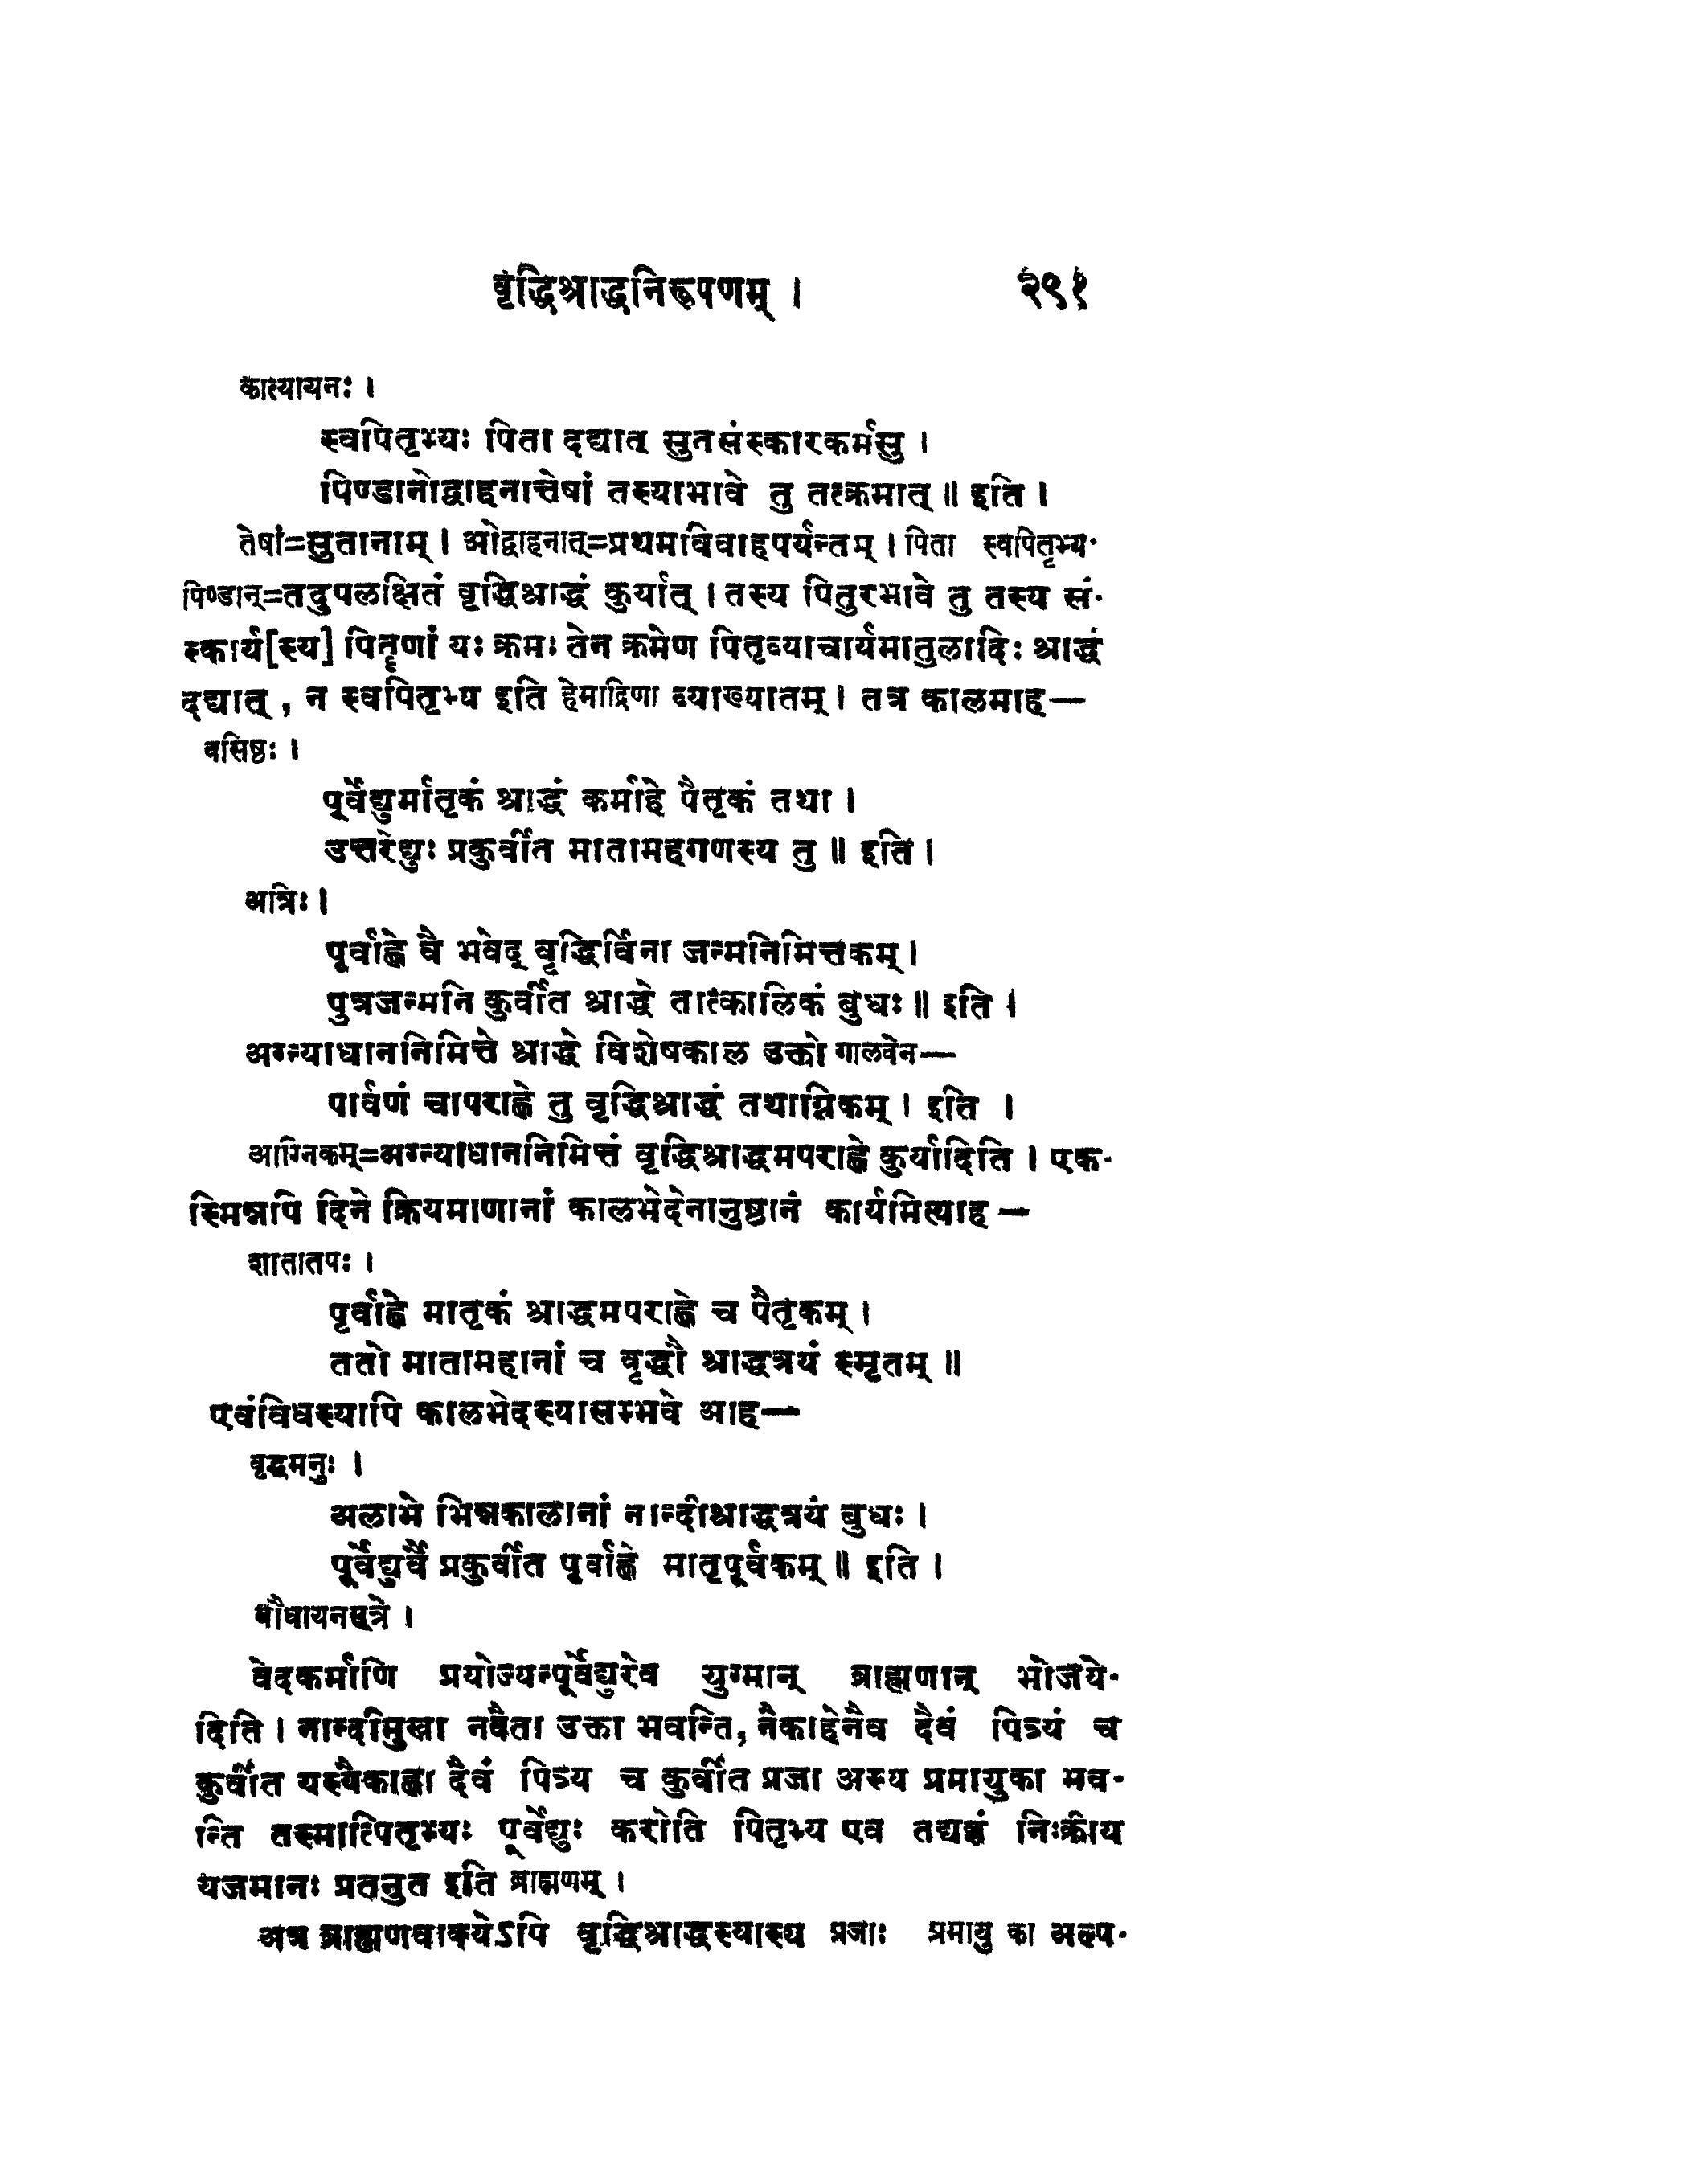 वृद्धिश्राद्धनिरूपणम् । २९१
कात्यायनः ।
स्वपितृभ्यः पिता दद्यात् सुतसंस्कारकर्मसु ।
पिण्डानोद्वाहनात्तेषां तस्याभावे तु तत्क्रमात् ॥ इति ।
तेषां=सुतानाम् । ओद्वाहनात्=प्रथमविवाहपर्यन्तम् । पिता स्वपितृभ्य-
पिण्डान्=तदुपलक्षितं वृद्धिश्राद्धं कुर्यात् । तस्य पितुरभावे तु तस्य सं-
स्कार्य[स्य] पितॄणां यः क्रमः तेन क्रमेण पितृव्याचार्यमातुलादिः श्राद्धं
दद्यात् , न स्वपितृभ्य इति हेमाद्रिणा व्याख्यातम् । तत्र कालमाह—
वसिष्ठः ।
पूर्वेद्युर्मातृकं श्राद्धं कर्माहे पैतृकं तथा ।
उत्तरेद्युः प्रकुर्वीत मातामहगणस्य तु ॥ इति ।
अत्रिः ।
पूर्वाह्णे वै भवेद् वृद्धिर्विना जन्मनिमित्तकम् ।
पुत्रजन्मनि कुर्वीत श्राद्धे तात्कालिकं बुधः ॥ इति ।
अग्न्याधाननिमित्ते श्राद्धे विशेषकाल उक्तो गालवेन—
पार्वणं चापराह्णे तु वृद्धिश्राद्धं तथाग्निकम् । इति ।
आग्निकम्=अग्न्याधाननिमित्तं वृद्धिश्राद्धमपराह्णे कुर्यादिति । एक-
स्मिन्नपि दिने क्रियमाणानां कालभेदेनानुष्ठानं कार्यमित्याह —
शातातपः ।
पूर्वाह्णे मातृकं श्राद्धमपराह्णे च पैतृकम् ।
ततो मातामहानां च वृद्धौ श्राद्धत्रयं स्मृतम् ॥
एवंविधस्यापि कालभेदस्यासम्भवे आह—
वृद्धमनुः ।
अलाभे भिन्नकालानां नान्दीश्राद्धत्रयं बुधः ।
पूर्वेद्युर्वै प्रकुर्वीत पूर्वाह्णे मातृपूर्वकम् ॥ इति ।
बौधायनसूत्रे ।
वेदकर्माणि प्रयोज्यन्पूर्वेद्युरेव युग्मान् ब्राह्मणान् भोजये-
दिति । नान्दमिुखा नवैता उक्ता भवन्ति, नैकाहेनैव दैवं पित्र्यं च
कुर्वीत यस्यैकाह्ना दैवं पित्र्य च कुर्वीत प्रजा अस्य प्रमायुका भव-
न्ति तस्मात्पितृभ्यः पूर्वेद्युः करोति पितृभ्य एव तद्यज्ञं निःक्रीय
यजमानः प्रतनुत इति ब्राह्मणम् ।
अत्र ब्राह्मणवाक्येऽपि वृद्धिश्राद्धस्यास्य प्रजाः प्रमायु का अल्प-